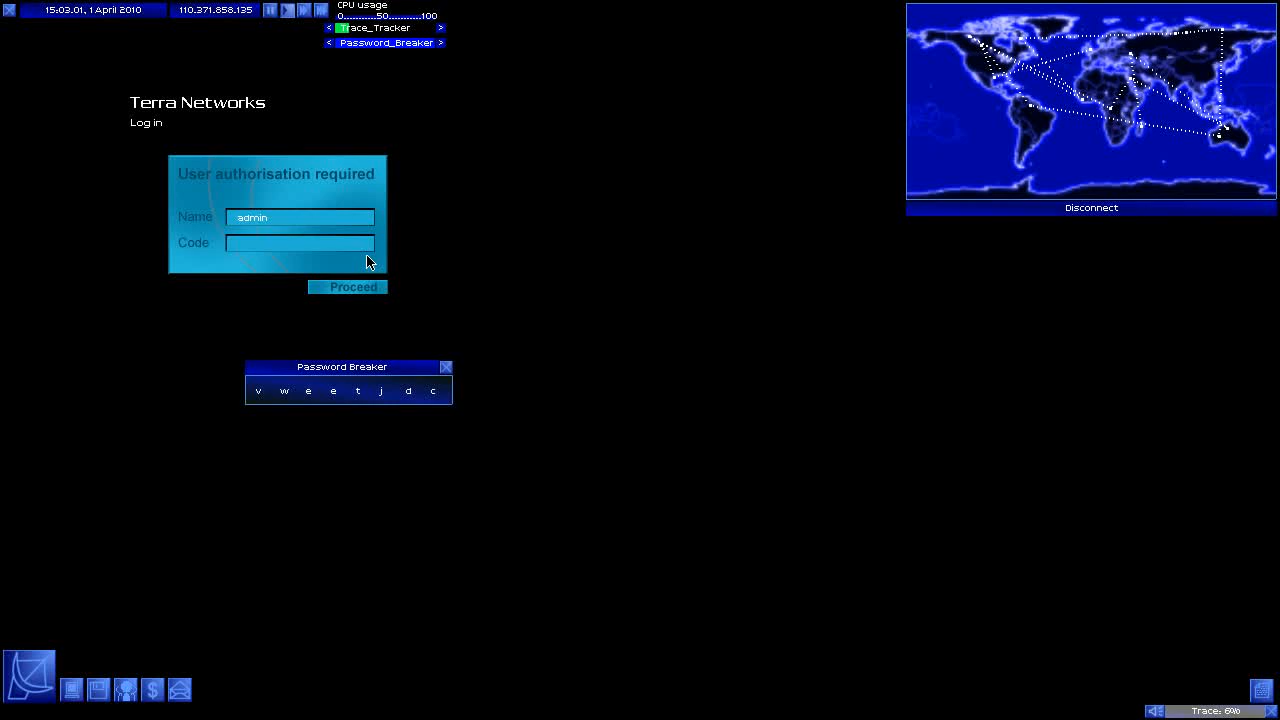 15:03.01, 1 April 2010
110.371.858.135
CPU usage
0...........50...........100
< Trace_Tracker >
< Password_Breaker >
Terra Networks
Log in
User authorisation required
Name admin
Code
Proceed
Disconnect
Password Breaker
v w e e t j d c
$
Trace: 6%